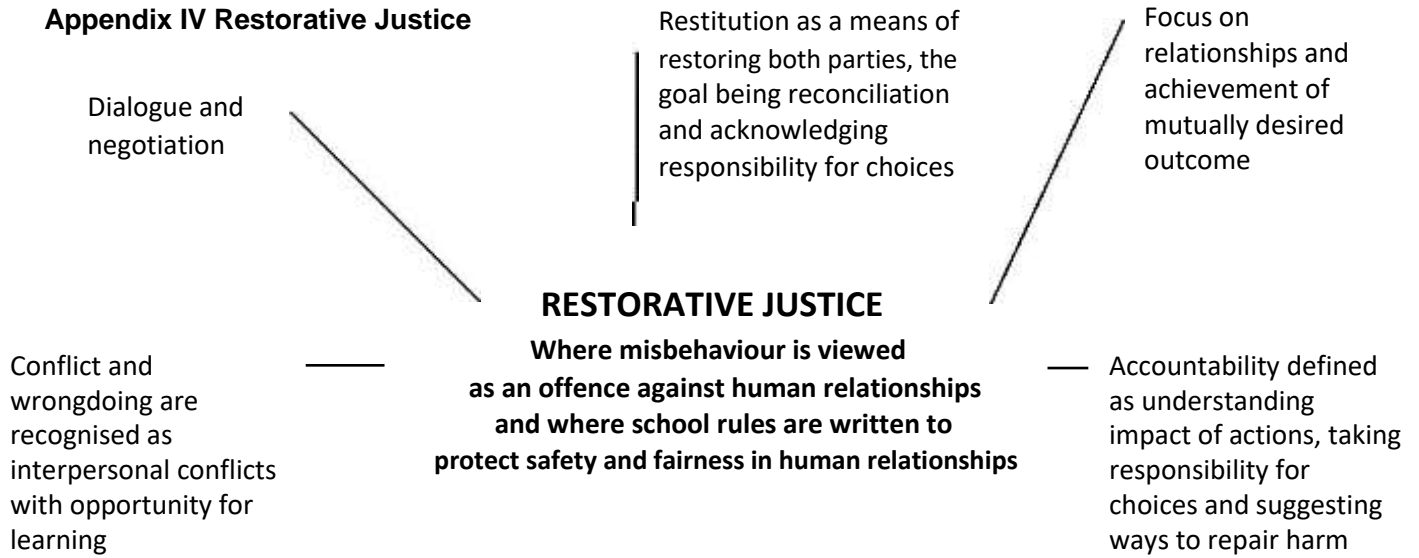 Appendix IV Restorative Justice
Dialogue and
negotiation
Restitution as a means of
restoring both parties, the
goal being reconciliation
and acknowledging
responsibility for choices
Focus on
relationships and
achievement of
mutually desired
outcome
RESTORATIVE JUSTICE
Where misbehaviour is viewed
as an offence against human relationships
and where school rules are written to
protect safety and fairness in human relationships
Conflict and
wrongdoing are
recognised as
interpersonal conflicts
with opportunity for
learning
Accountability defined
as understanding
impact of actions, taking
responsibility for
choices and suggesting
ways to repair harm